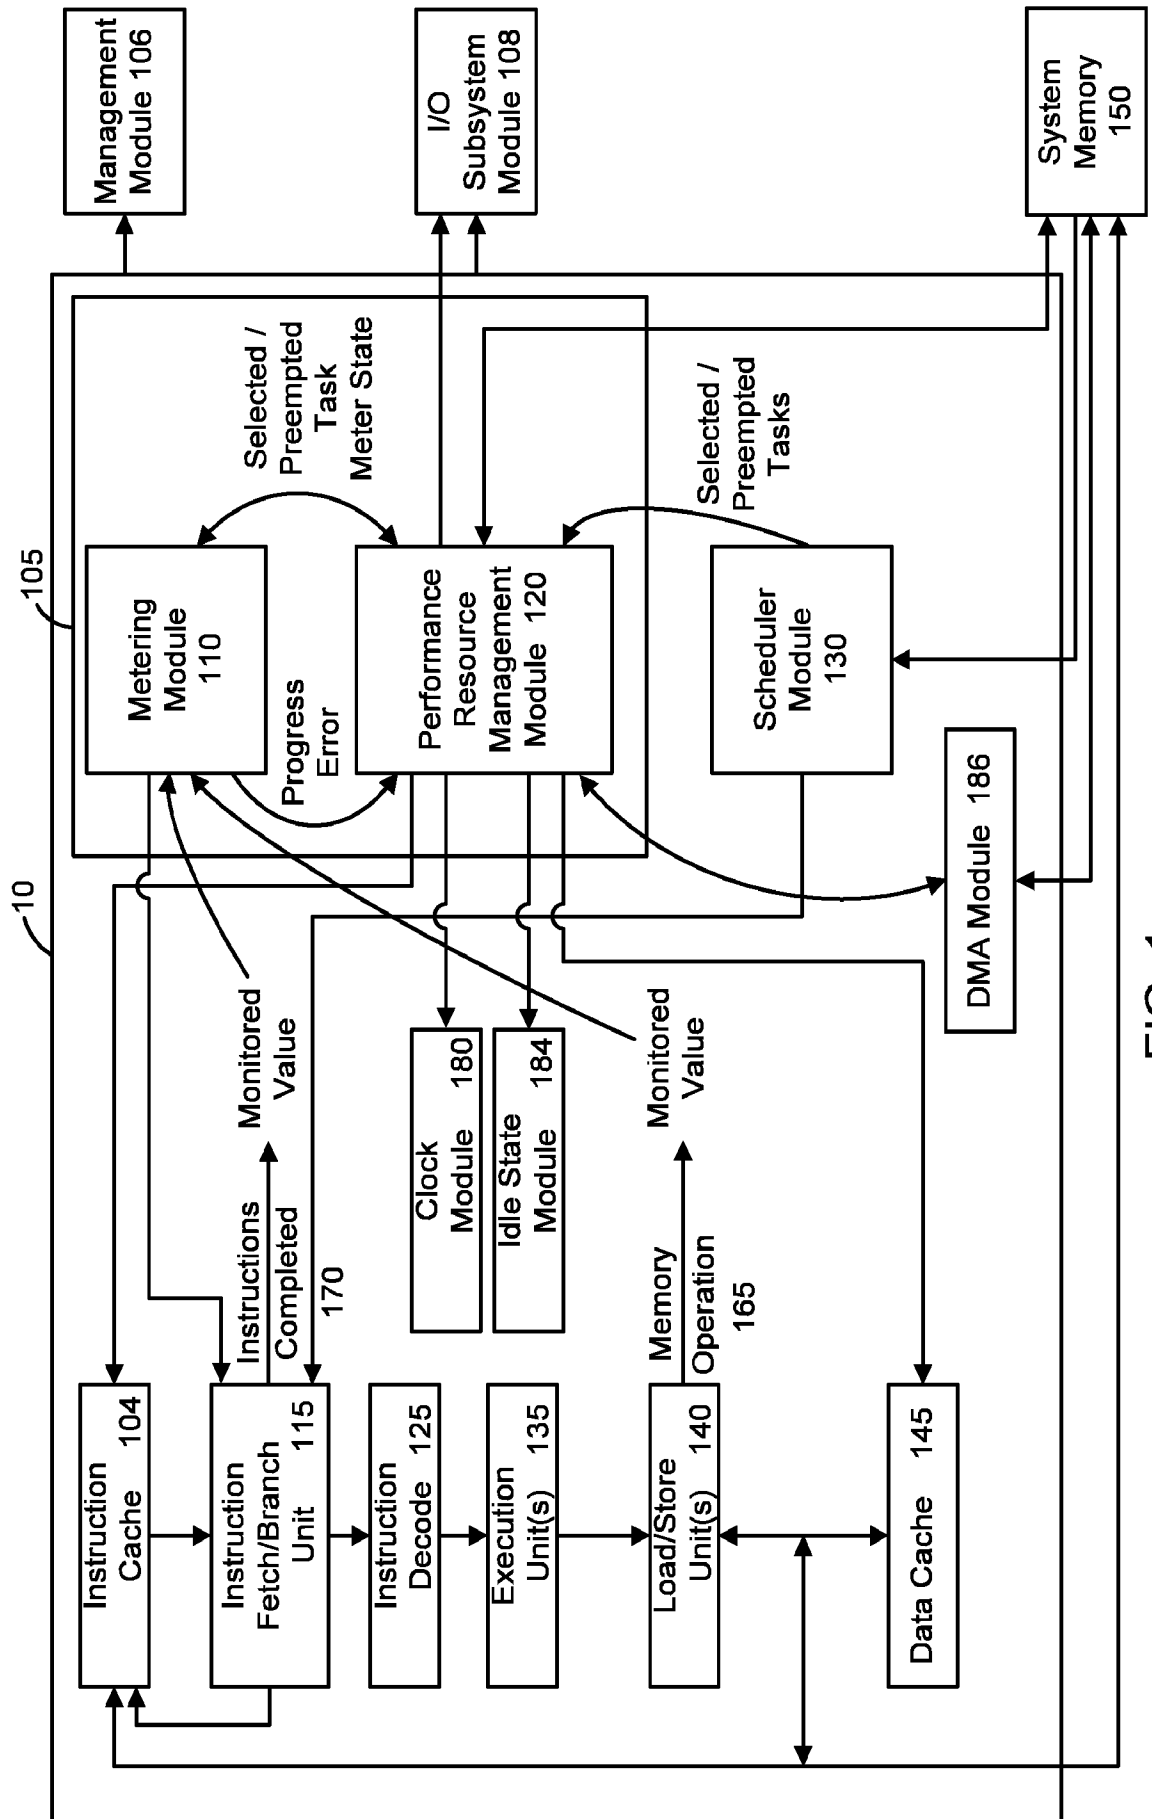 10
105
Management
Module 106
I/O
Subsystem
Module 108
System
Memory
150
Metering
Module
110
Selected /
Preempted
Task
Meter State
Progress
Error
Performance
Resource
Management
Module 120
Selected /
Preempted
Tasks
Scheduler
Module
130
DMA Module 186
Monitored
Value
Monitored
Value
Clock
Module 180
Idle State
Module 184
Instructions
Completed
170
Memory
Operation
165
Instruction
Cache 104
Instruction
Fetch/Branch
Unit 115
Instruction
Decode 125
Execution
Unit(s) 135
Load/Store
Unit(s) 140
Data Cache 145